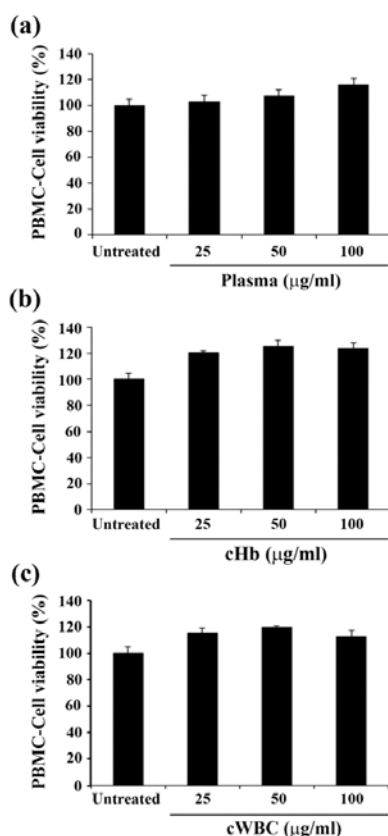 (a)
PBMC-Cell viability (%)
140
120
100
80
60
40
20
0
Untreated 25 50 100
Plasma (μg/ml)
(b)
PBMC-Cell viability (%)
140
120
100
80
60
40
20
0
Untreated 25 50 100
cHb (μg/ml)
(c)
PBMC-Cell viability (%)
140
120
100
80
60
40
20
0
Untreated 25 50 100
cWBC (μg/ml)